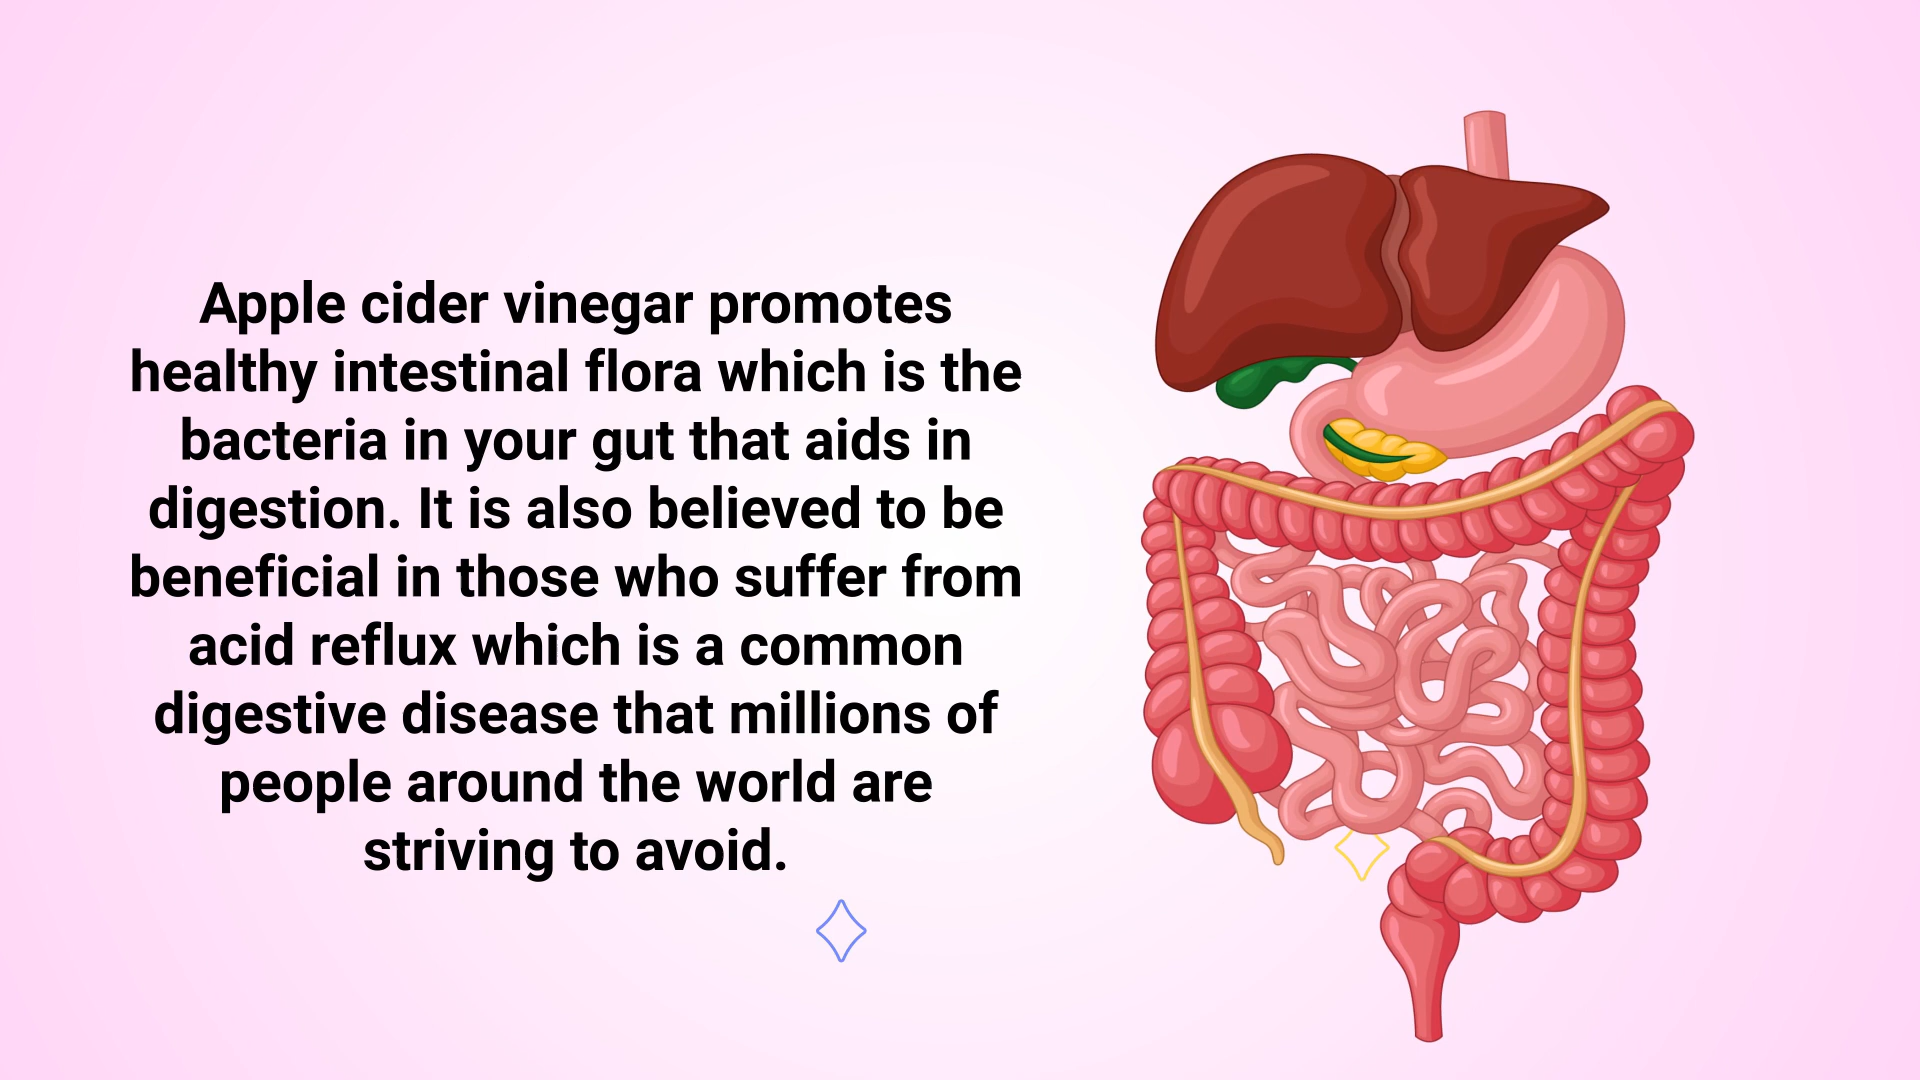 Apple cider vinegar promotes
healthy intestinal flora which is the
bacteria in your gut that aids in
digestion. It is also believed to be
beneficial in those who suffer from
acid reflux which is a common
digestive disease that millions of
people around the world are
striving to avoid.